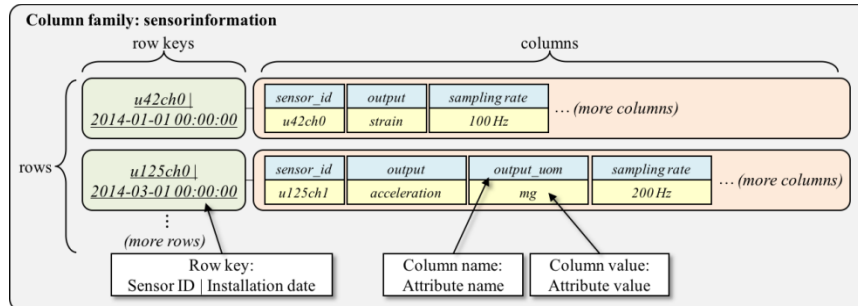 Column family: sensorinformation
row keys
columns
rows
u42ch0 |
2014-01-01 00:00:00
sensor_id output sampling rate
u42ch0 strain 100 Hz
… (more columns)
u125ch0 |
2014-03-01 00:00:00
sensor_id output output_uom sampling rate
u125ch1 acceleration mg 200 Hz
… (more columns)
⋮
(more rows)
Row key:
Sensor ID | Installation date
Column name:
Attribute name
Column value:
Attribute value